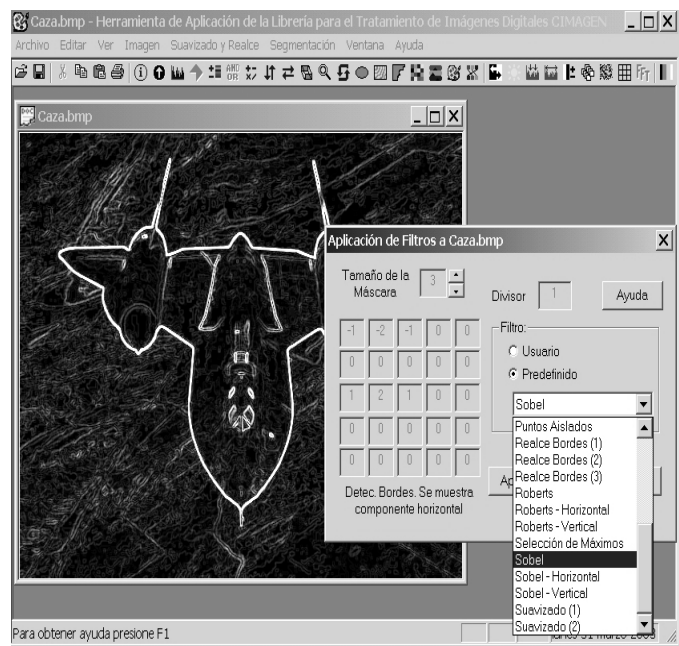 Caza.bmp - Herramienta de Aplicación de la Librería para el Tratamiento de Imágenes Digitales CIMAGEN
Archivo Editar Ver Imagen Suavizado y Realce Segmentación Ventana Ayuda
Caza.bmp
Aplicación de Filtros a Caza.bmp
Tamaño de la
Máscara
3
Divisor
1
Ayuda
-1 -2 -1 0 0
0 0 0 0 0
1 2 1 0 0
0 0 0 0 0
0 0 0 0 0
Detec. Bordes. Se muestra
componente horizontal
Filtro:
Usuario
Predefinido
Sobel
Puntos Aislados
Realce Bordes (1)
Realce Bordes (2)
Realce Bordes (3)
Roberts
Roberts - Horizontal
Roberts - Vertical
Selección de Máximos
Sobel
Sobel - Horizontal
Sobel - Vertical
Suavizado (1)
Suavizado (2)
Para obtener ayuda presione F1